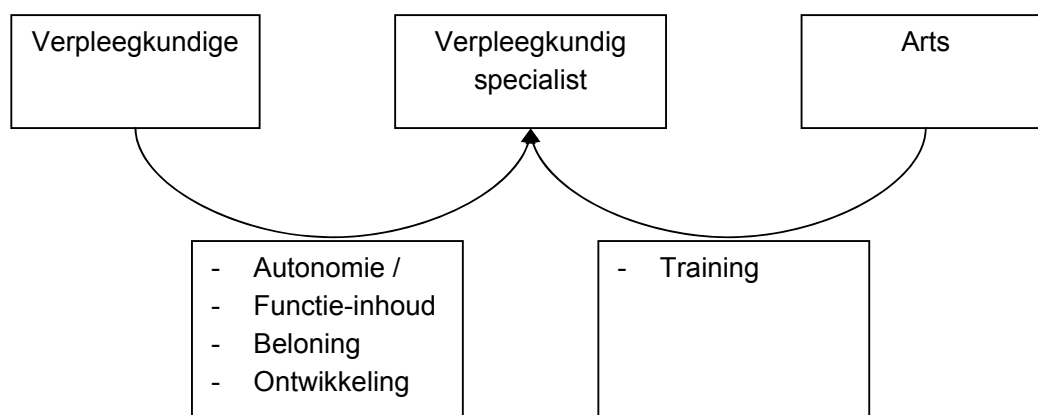 Verpleegkundige
Verpleegkundig
specialist
Arts
- Autonomie /
- Functie-inhoud
- Beloning
- Ontwikkeling
- Training